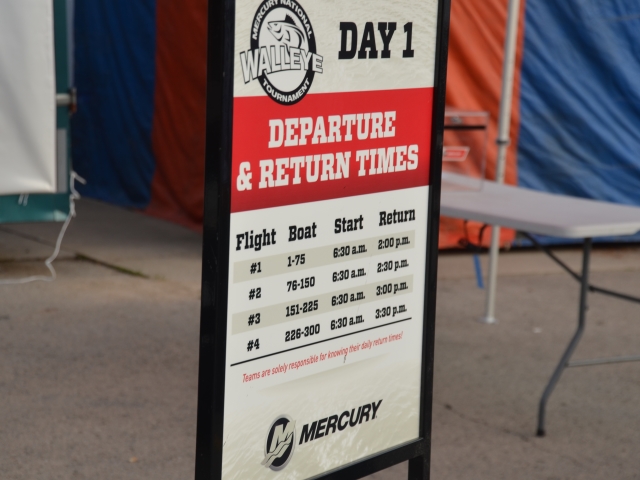 MERCURY NATIONAL
WALLEYE
TOURNAMENT
DAY 1
DEPARTURE
& RETURN TIMES
Flight Boat Start Return
#1 1-75 6:30 a.m. 2:00 p.m.
#2 76-150 6:30 a.m. 2:30 p.m.
#3 151-225 6:30 a.m. 3:00 p.m.
#4 226-300 6:30 a.m. 3:30 p.m.
Teams are solely responsible for knowing their daily return times!
MERCURY